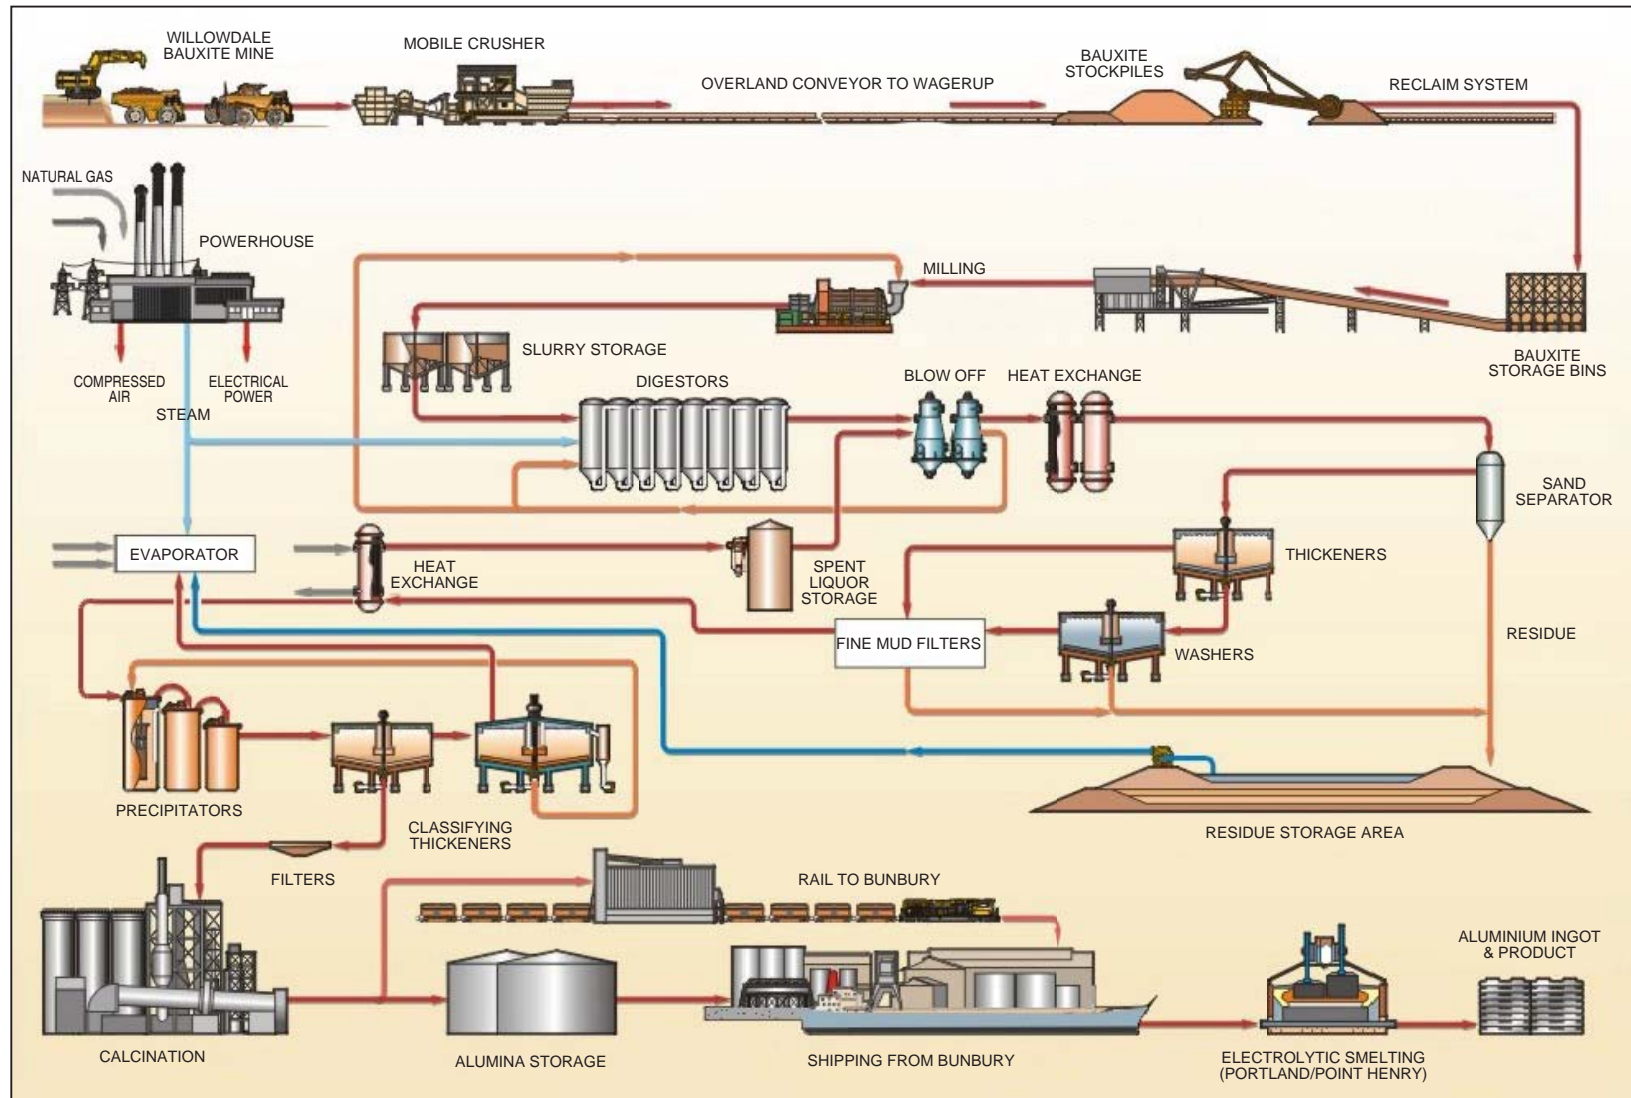 WILLOWDALE
BAUXITE MINE
MOBILE CRUSHER
OVERLAND CONVEYOR TO WAGERUP
BAUXITE
STOCKPILES
RECLAIM SYSTEM
NATURAL GAS
POWERHOUSE
MILLING
COMPRESSED
AIR
ELECTRICAL
POWER
STEAM
SLURRY STORAGE
DIGESTORS
BLOW OFF
HEAT EXCHANGE
BAUXITE
STORAGE BINS
SAND
SEPARATOR
EVAPORATOR
HEAT
EXCHANGE
SPENT
LIQUOR
STORAGE
THICKENERS
FINE MUD FILTERS
WASHERS
RESIDUE
PRECIPITATORS
CLASSIFYING
THICKENERS
RESIDUE STORAGE AREA
FILTERS
RAIL TO BUNBURY
CALCINATION
ALUMINA STORAGE
SHIPPING FROM BUNBURY
ELECTROLYTIC SMELTING
(PORTLAND/POINT HENRY)
ALUMINIUM INGOT
& PRODUCT